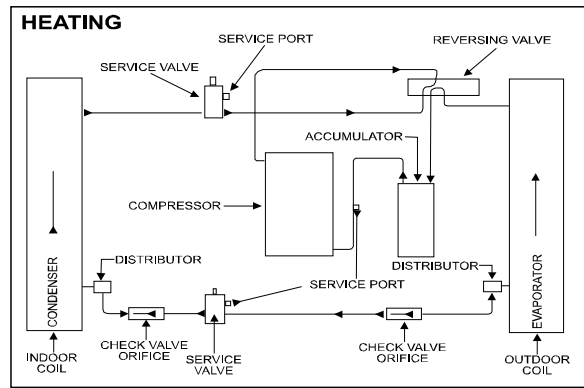 HEATING
SERVICE PORT
SERVICE VALVE
REVERSING VALVE
ACCUMULATOR
COMPRESSOR
CONDENSER
DISTRIBUTOR
SERVICE PORT
DISTRIBUTOR
EVAPORATOR
INDOOR
COIL
CHECK VALVE
ORIFICE
SERVICE
VALVE
CHECK VALVE
ORIFICE
OUTDOOR
COIL